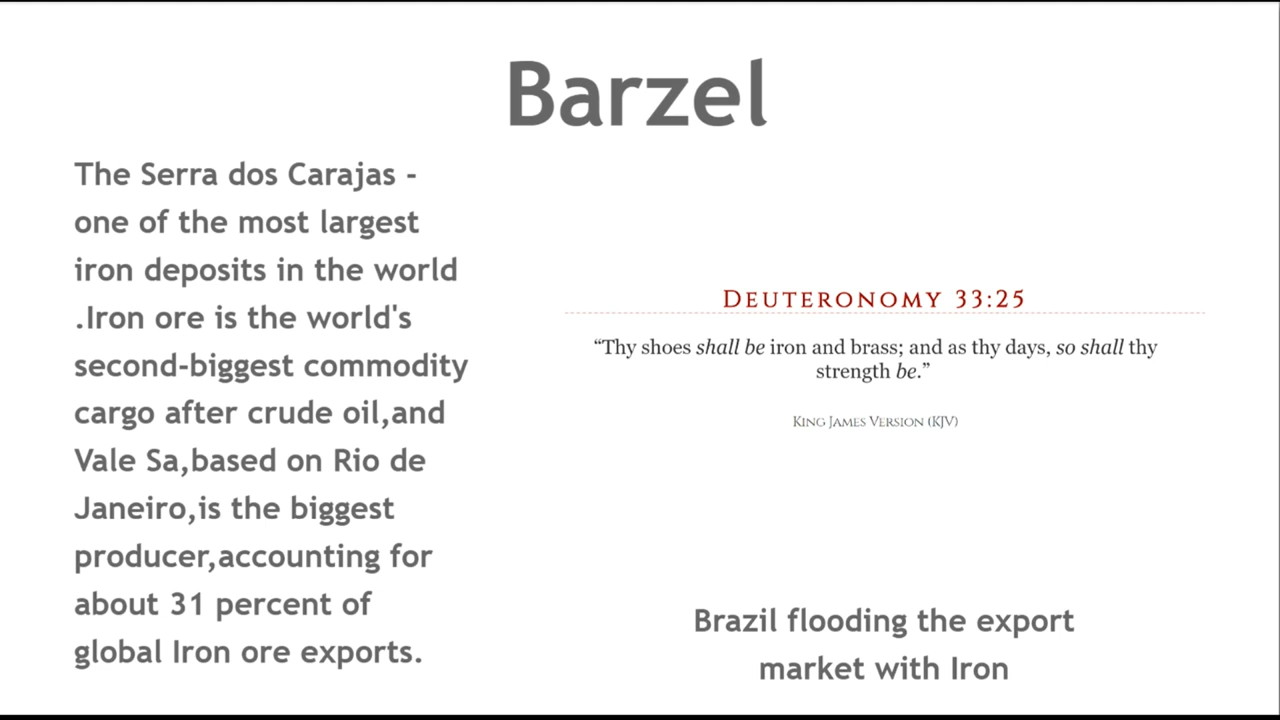 Barzel
The Serra dos Carajas -
one of the most largest
iron deposits in the world
.Iron ore is the world's
second-biggest commodity
cargo after crude oil,and
Vale Sa,based on Rio de
Janeiro,is the biggest
producer,accounting for
about 31 percent of
global Iron ore exports.
DEUTERONOMY 33:25
“Thy shoes shall be iron and brass; and as thy days, so shall thy
strength be.”
KING JAMES VERSION (KJV)
Brazil flooding the export
market with Iron